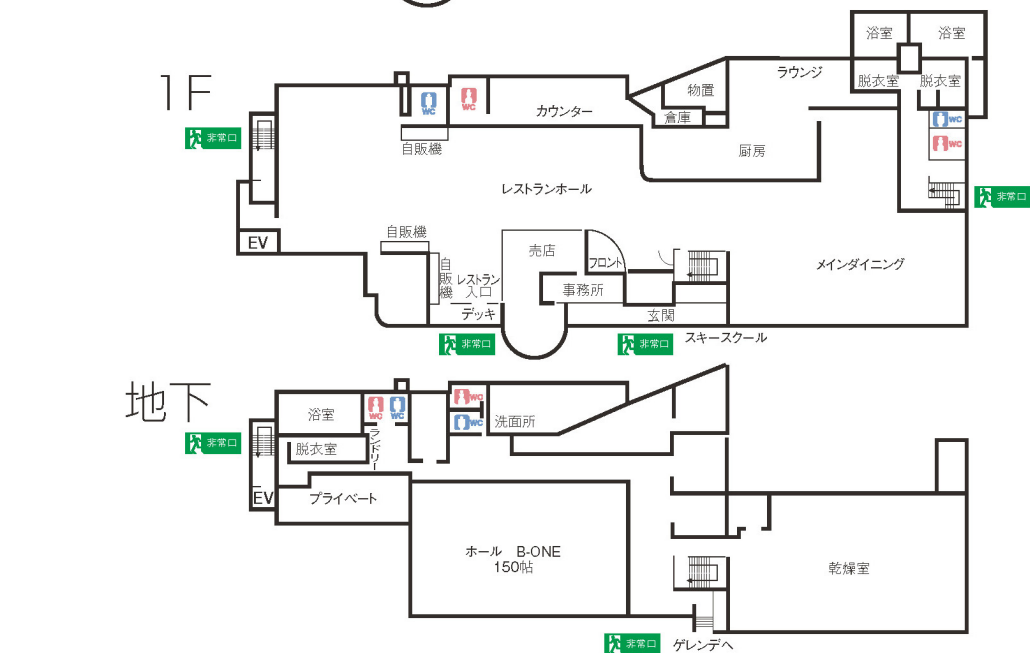 浴室
浴室
1F
ラウンジ
脱衣室
脱衣室
物置
WC
WC
カウンター
倉庫
WC
非常口
自販機
厨房
WC
レストランホール
非常口
自販機
EV
売店
フロント
メインダイニング
自販機
レストラン
入口
事務所
デッキ
玄関
非常口
非常口
スキースクール
地下
浴室
WC
WC
WC
WC
洗面所
非常口
脱衣室
ランドリー
EV
プライベート
ホール B-ONE
150帖
乾燥室
非常口
ゲレンデへ